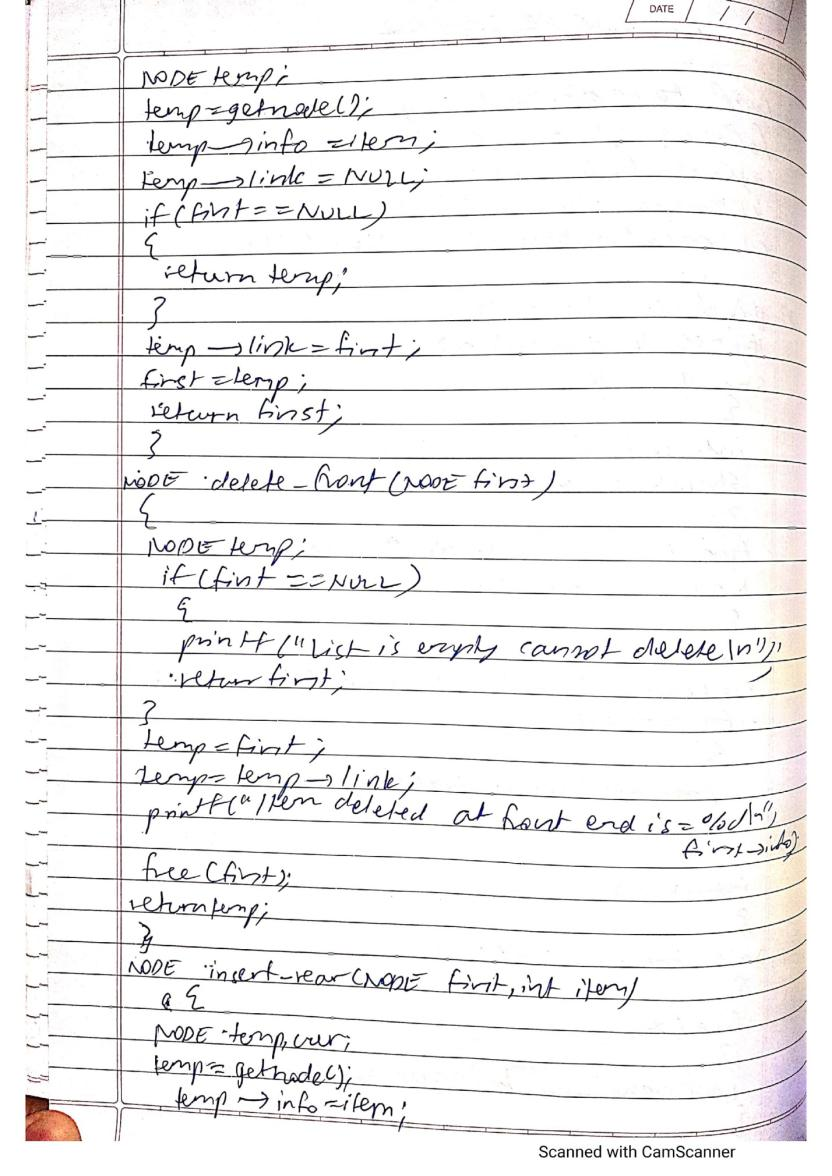 DATE / /
NODE temp;
temp=getnode();
temp→info =item;
temp→link = NULL;
if(first==NULL)
{
return temp;
}
temp →link=first;
first=temp;
return first;
}
NODE delete_front(NODE first)
{
NODE temp;
if(first ==NULL)
{
printf("List is empty cannot delete\n");
return first;
}
temp=first;
temp=temp→link;
printf("Item deleted at front end is=%d\n",
first→info);
free(first);
return temp;
}
NODE insert_rear(NODE first,int item)
{
NODE temp,cur;
temp=getnode();
temp→info=item;
Scanned with CamScanner